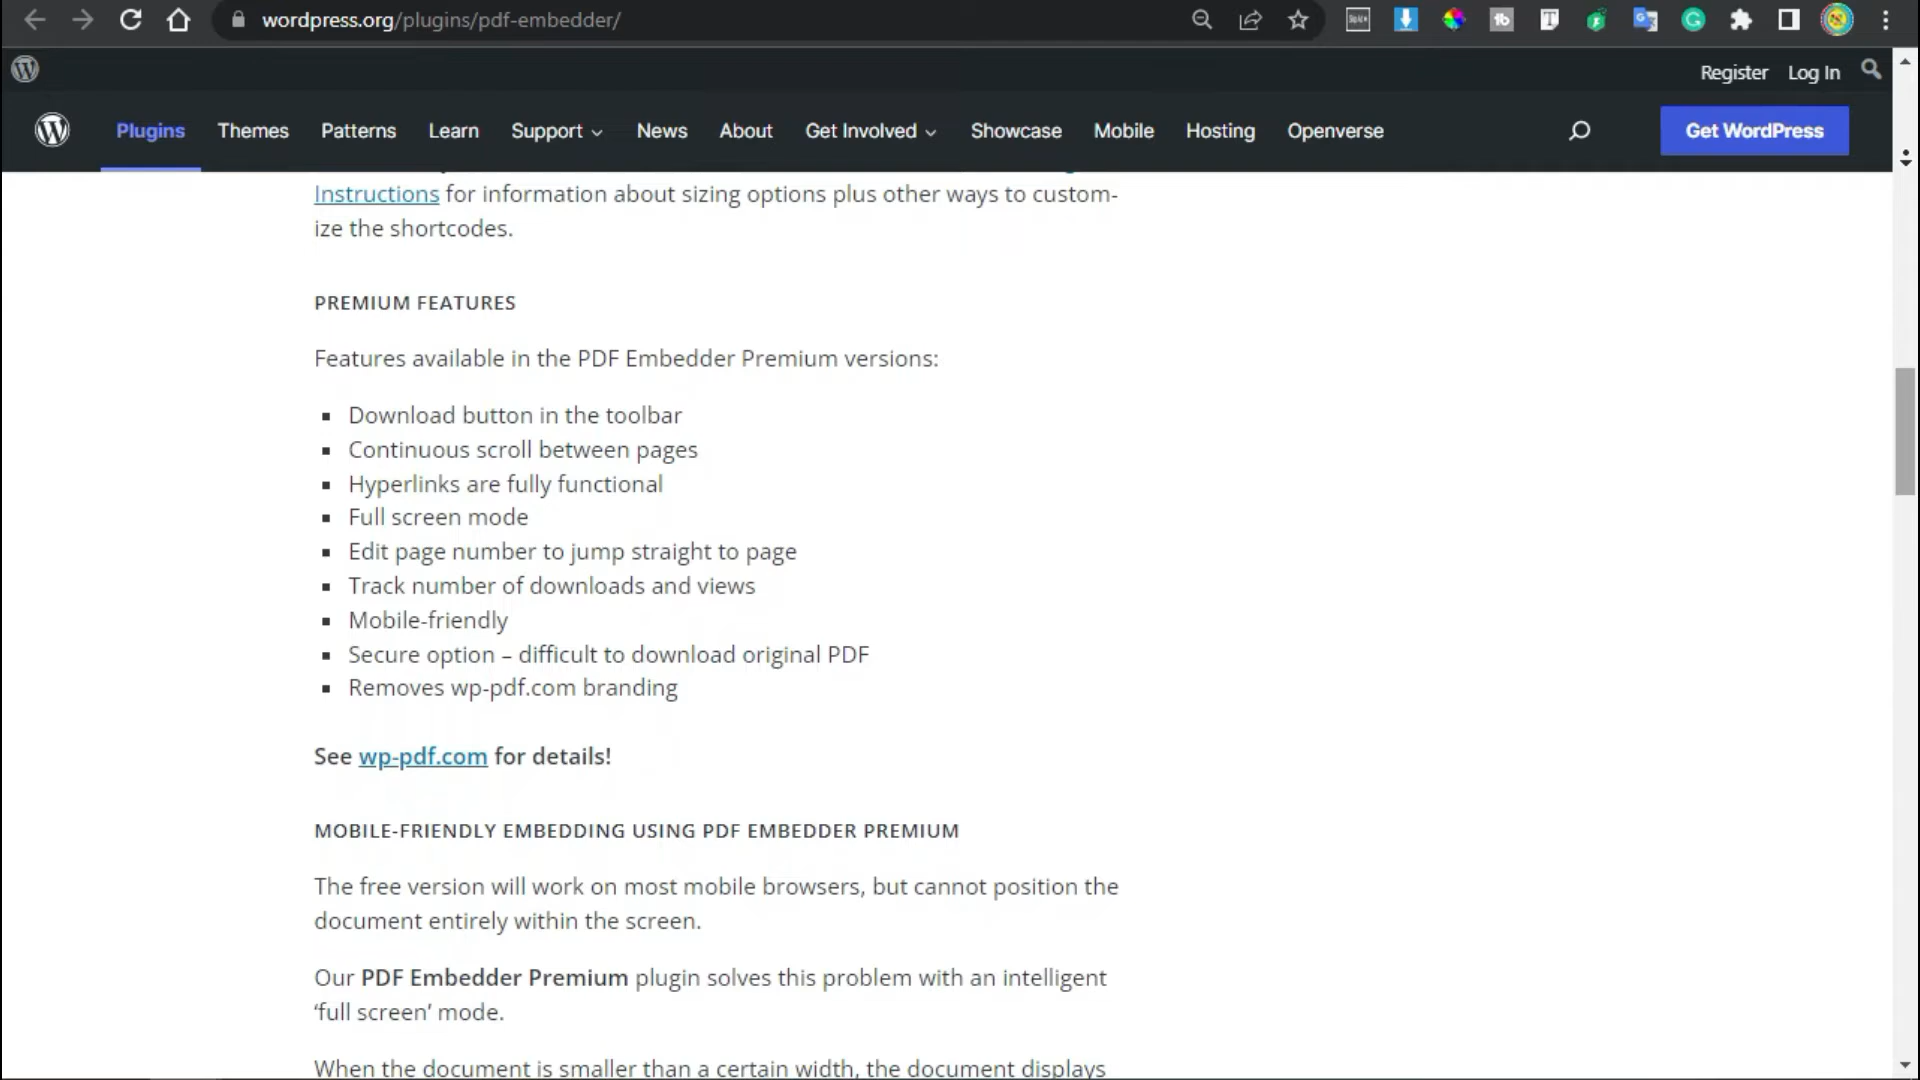 wordpress.org/plugins/pdf-embedder/
Register Log In
Plugins Themes Patterns Learn Support News About Get Involved Showcase Mobile Hosting Openverse Get WordPress
Instructions for information about sizing options plus other ways to custom-
ize the shortcodes.
PREMIUM FEATURES
Features available in the PDF Embedder Premium versions:
Download button in the toolbar
Continuous scroll between pages
Hyperlinks are fully functional
Full screen mode
Edit page number to jump straight to page
Track number of downloads and views
Mobile-friendly
Secure option – difficult to download original PDF
Removes wp-pdf.com branding
See wp-pdf.com for details!
MOBILE-FRIENDLY EMBEDDING USING PDF EMBEDDER PREMIUM
The free version will work on most mobile browsers, but cannot position the
document entirely within the screen.
Our PDF Embedder Premium plugin solves this problem with an intelligent
‘full screen’ mode.
When the document is smaller than a certain width, the document displays